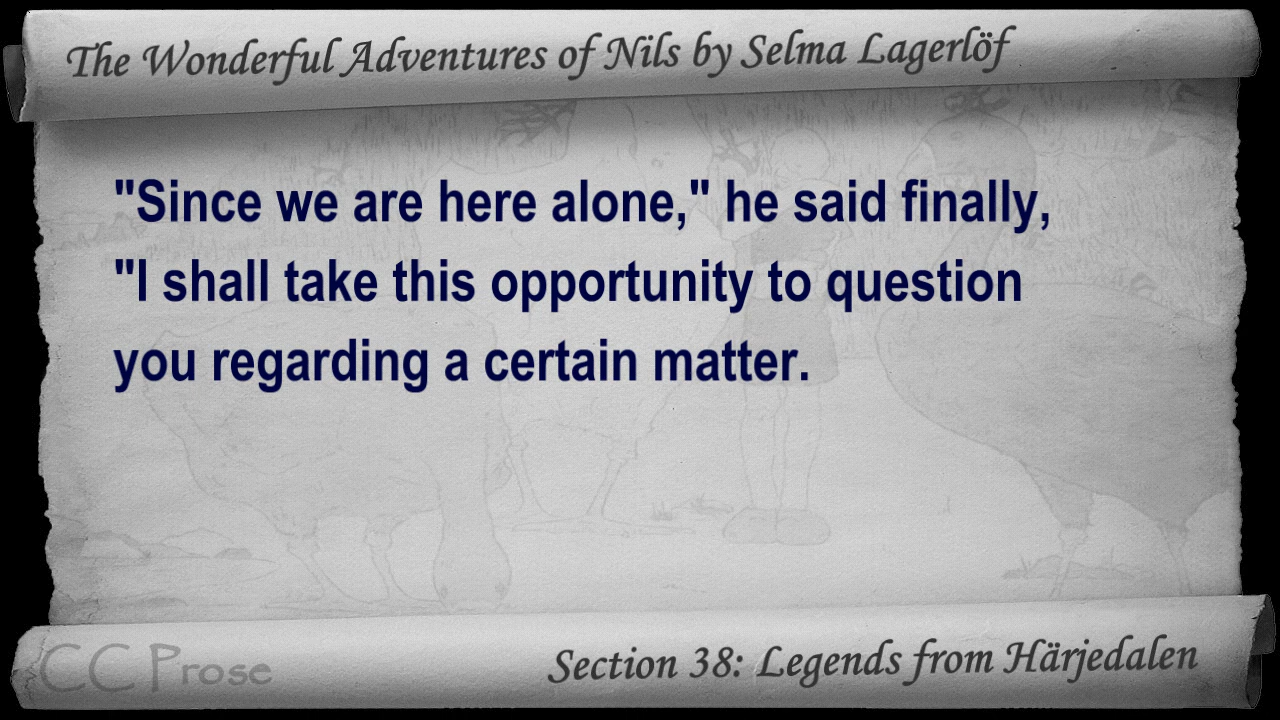 The Wonderful Adventures of Nils by Selma Lagerlöf
"Since we are here alone," he said finally,
"I shall take this opportunity to question
you regarding a certain matter.
CC Prose
Section 38: Legends from Härjedalen